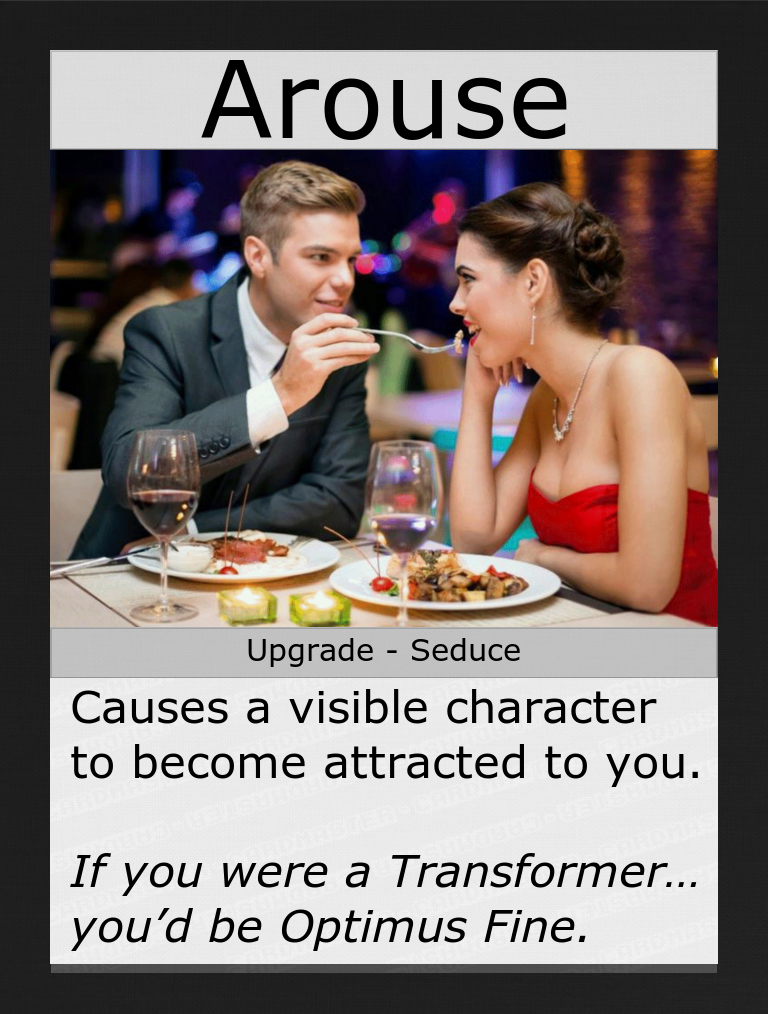 Arouse
Upgrade - Seduce
Causes a visible character
to become attracted to you.
If you were a Transformer…
you’d be Optimus Fine.